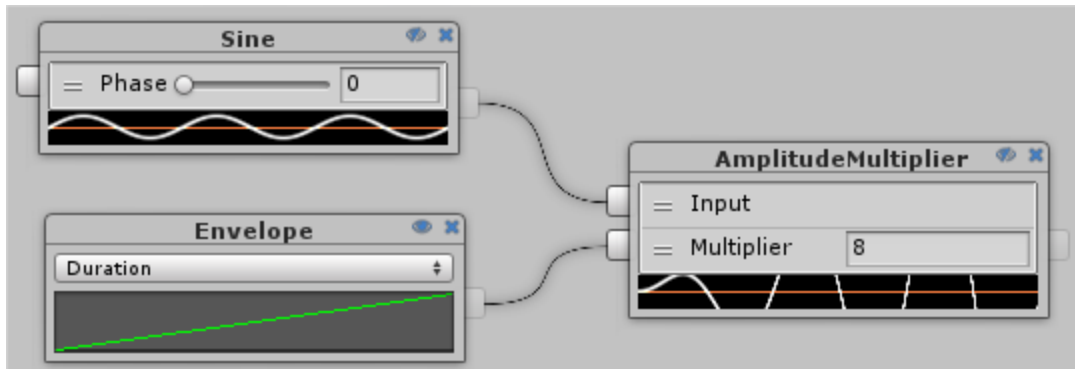 Sine
Phase 0
Envelope
Duration
AmplitudeMultiplier
Input
Multiplier 8